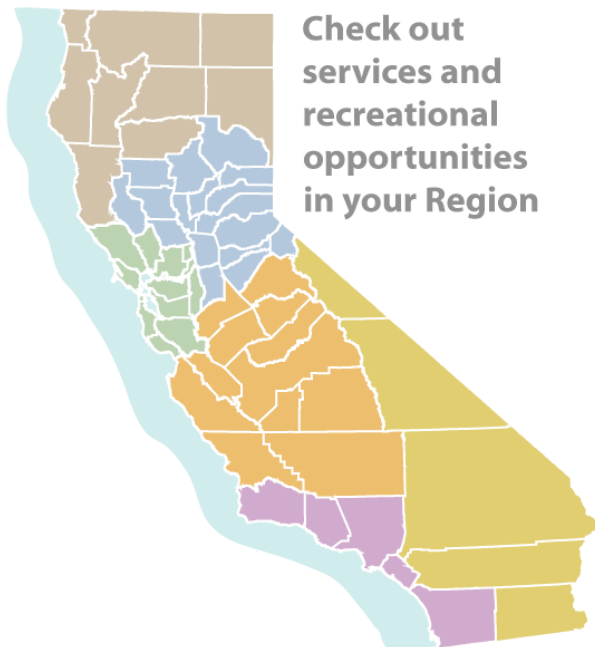 Check out
services and
recreational
opportunities
in your Region